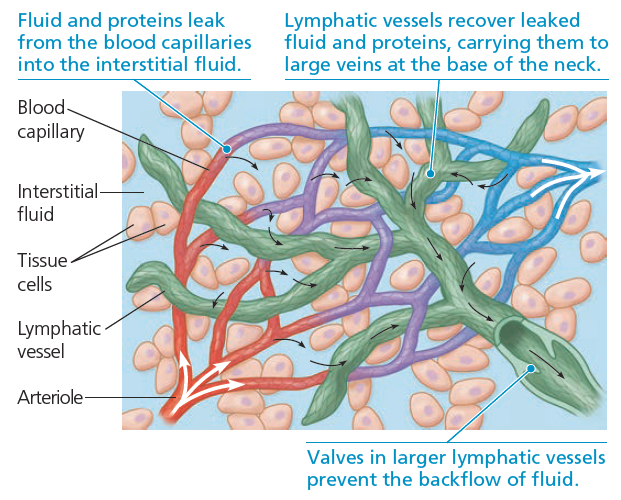 Fluid and proteins leak
from the blood capillaries
into the interstitial fluid.
Lymphatic vessels recover leaked
fluid and proteins, carrying them to
large veins at the base of the neck.
Blood
capillary
Interstitial
fluid
Tissue
cells
Lymphatic
vessel
Arteriole
Valves in larger lymphatic vessels
prevent the backflow of fluid.